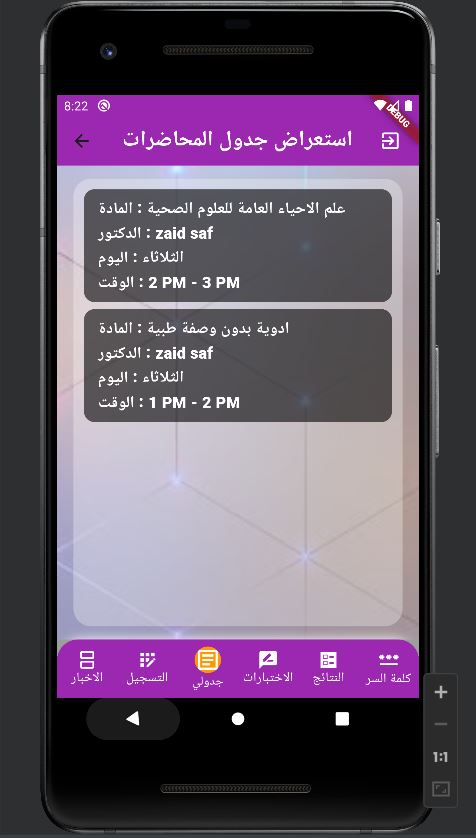 8:22
DEBUG
استعراض جدول المحاضرات
علم الاحياء العامة للعلوم الصحية : المادة
الدكتور : zaid saf
الثلاثاء : اليوم
الوقت : 2 PM - 3 PM
ادوية بدون وصفة طبية : المادة
الدكتور : zaid saf
الثلاثاء : اليوم
الوقت : 1 PM - 2 PM
كلمة السر
النتائج
الاختبارات
جدولي
التسجيل
الاخبار
1:1